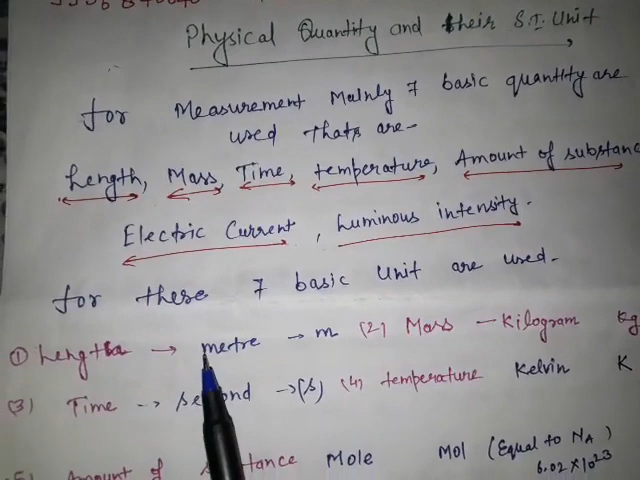 Physical Quantity and their S.I. Unit
for Measurement Mainly 7 basic quantity are
used thats are-
Length, Mass, Time, temperature, Amount of substanc
Electric Current, Luminous intensity.
for these 7 basic Unit are used-
① Length → metre → m (2) Mass - Kilogram Kg
(3) Time → second → (s) (4) temperature Kelvin K
Amount of Mole Mol (Equal to NA)
6.02×10²³